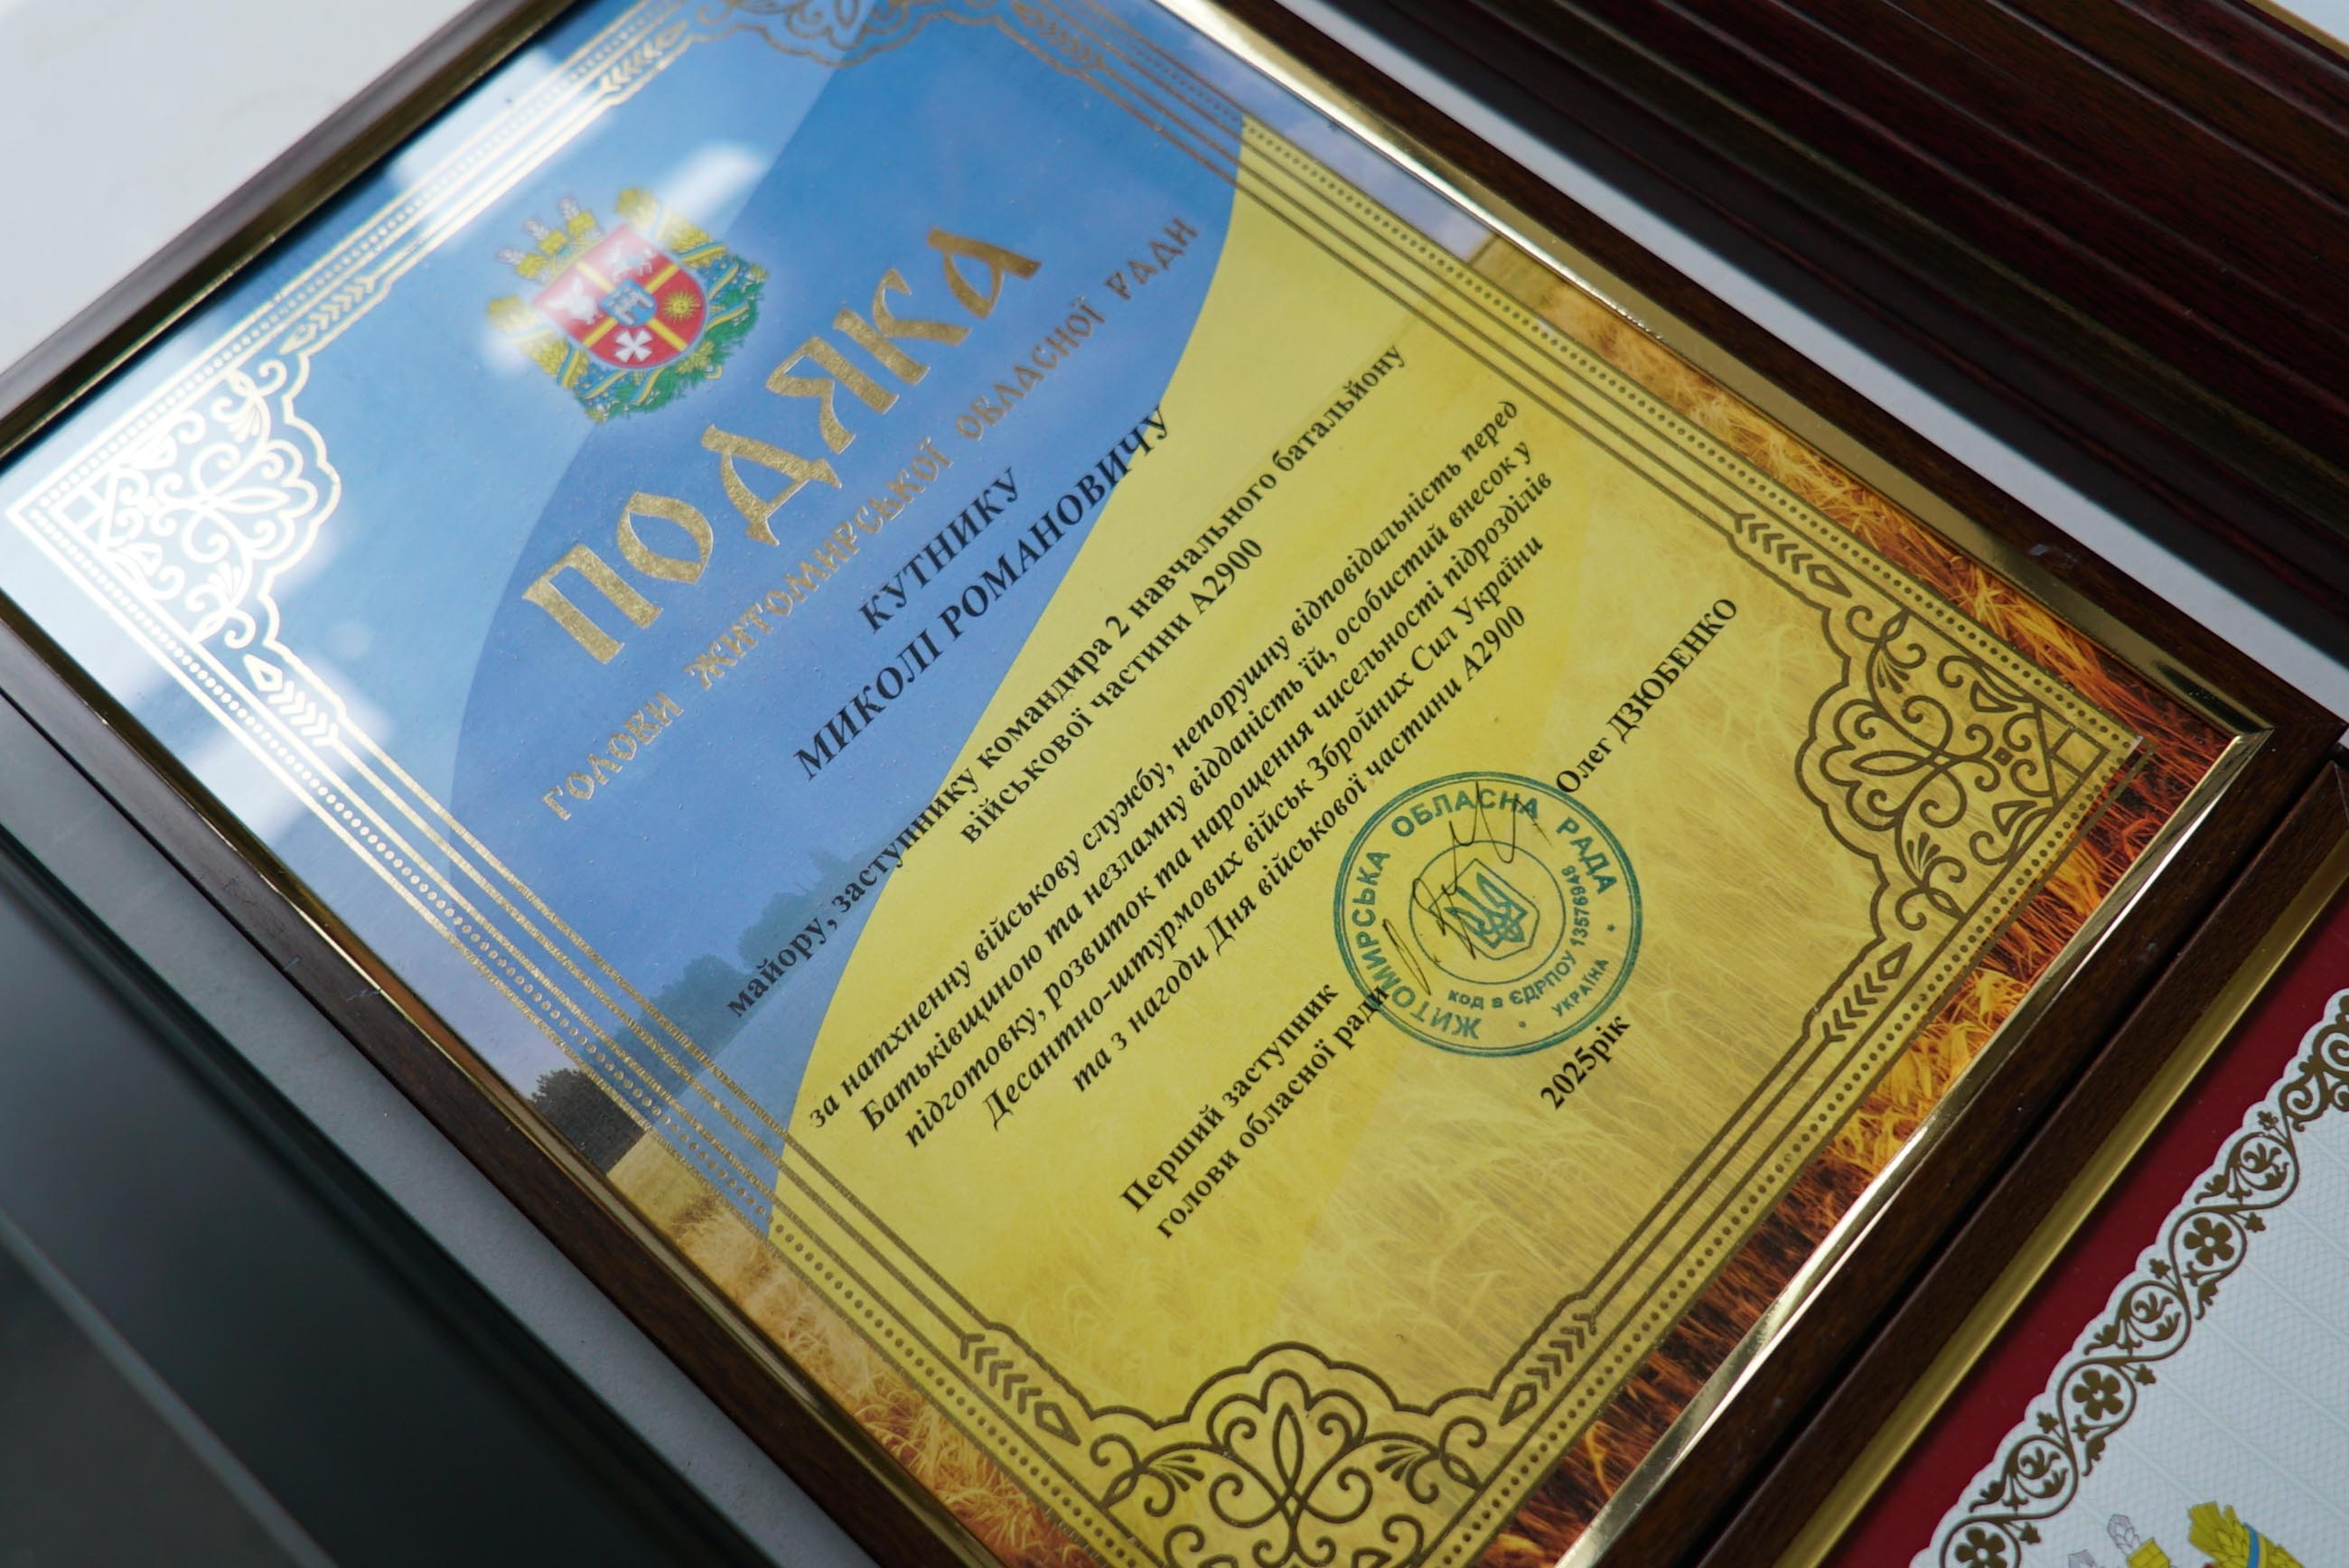 ПОДЯКА
ГОЛОВИ ЖИТОМИРСЬКОЇ ОБЛАСНОЇ РАДИ
КУТНИКУ
МИКОЛІ РОМАНОВИЧУ
майору, заступнику командира 2 навчального батальйону
військової частини А2900
за натхненну військову службу, непорушну відповідальність перед
Батьківщиною та незламну відданість їй, особистий внесок у
підготовку, розвиток та нарощення чисельності підрозділів
Десантно-штурмових військ Збройних Сил України
та з нагоди Дня військової частини А2900
Перший заступник
голови обласної ради
Олег ДЗЮБЕНКО
ЖИТОМИРСЬКА ОБЛАСНА РАДА
код в ЄДРПОУ 13576948
УКРАЇНА
2025рік